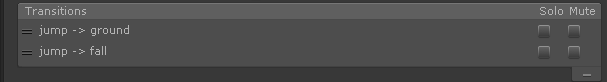 Transitions Solo Mute
jump -> ground
jump -> fall